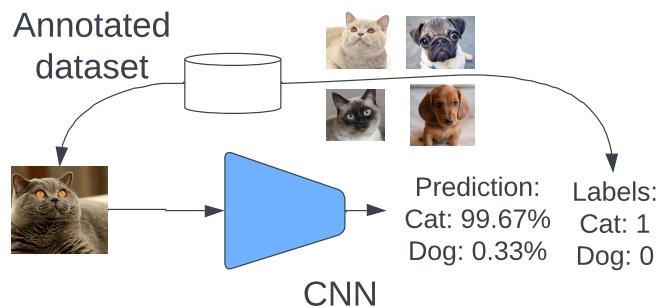 Annotated
dataset
Prediction:
Cat: 99.67%
Dog: 0.33%
Labels:
Cat: 1
Dog: 0
CNN